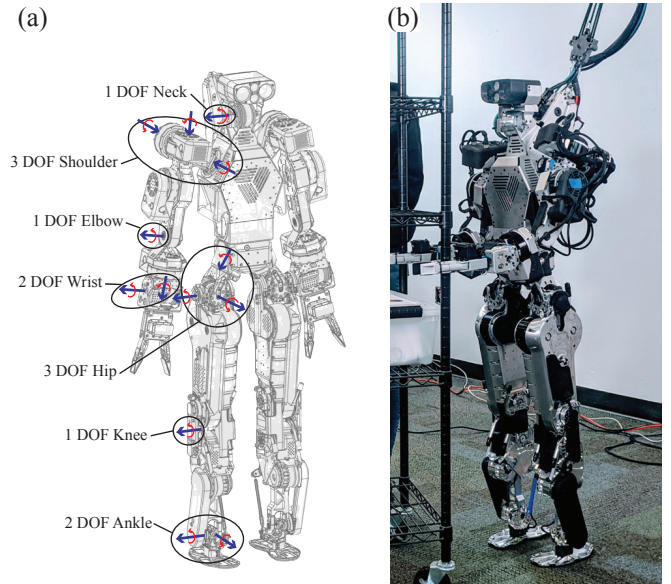 (a)
(b)
1 DOF Neck
3 DOF Shoulder
1 DOF Elbow
2 DOF Wrist
3 DOF Hip
1 DOF Knee
2 DOF Ankle